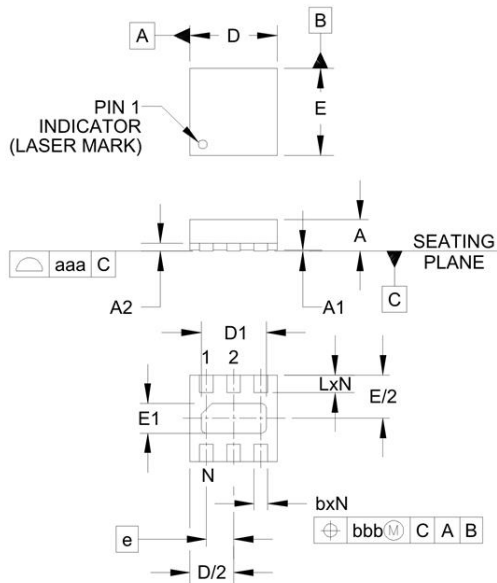 A
D
B
PIN 1
INDICATOR
(LASER MARK)
E
A
SEATING
PLANE
aaa C
A2
A1
C
D1
1 2
LxN
E/2
E1
N
bxN
e
bbb Ⓜ C A B
D/2